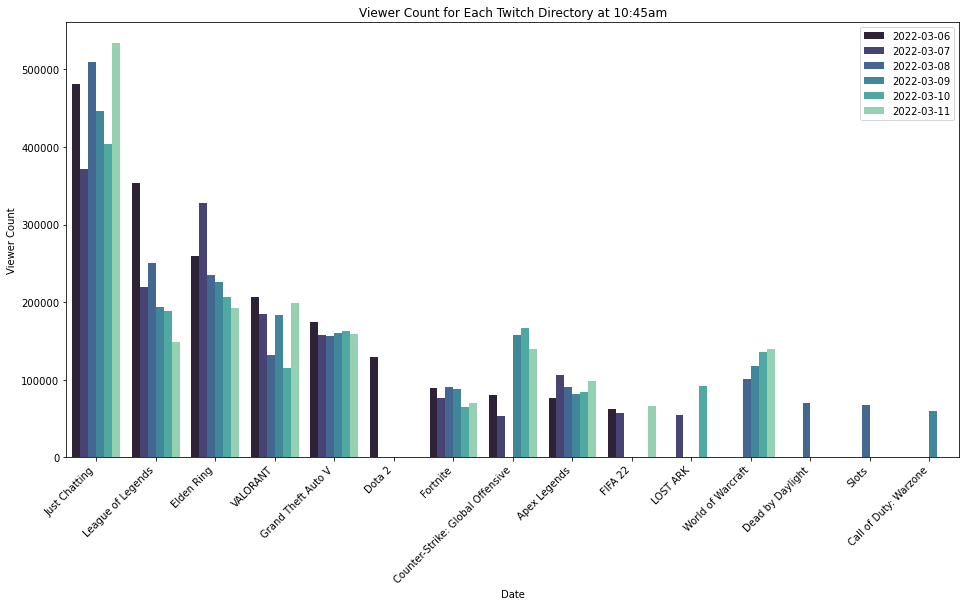 Viewer Count for Each Twitch Directory at 10:45am
2022-03-06
2022-03-07
2022-03-08
2022-03-09
2022-03-10
2022-03-11
Viewer Count
500000
400000
300000
200000
100000
0
Just Chatting
League of Legends
Elden Ring
VALORANT
Grand Theft Auto V
Dota 2
Fortnite
Counter-Strike: Global Offensive
Apex Legends
FIFA 22
LOST ARK
World of Warcraft
Dead by Daylight
Slots
Call of Duty: Warzone
Date